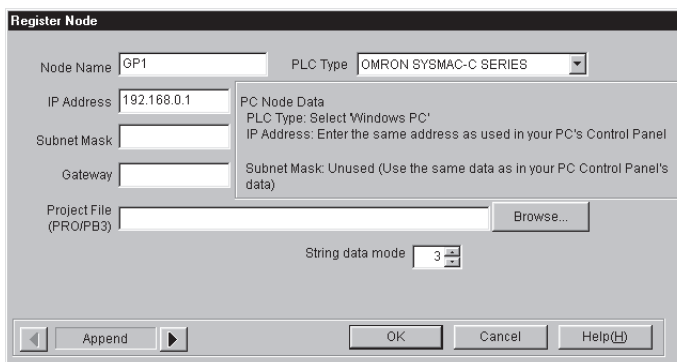 Register Node
Node Name GP1 PLC Type OMRON SYSMAC-C SERIES
IP Address 192.168.0.1
Subnet Mask
Gateway
PC Node Data
PLC Type: Select 'Windows PC'
IP Address: Enter the same address as used in your PC's Control Panel
Subnet Mask: Unused (Use the same data as in your PC Control Panel's
data)
Project File
(PRO/PB3)
Browse...
String data mode 3
Append OK Cancel Help(H)